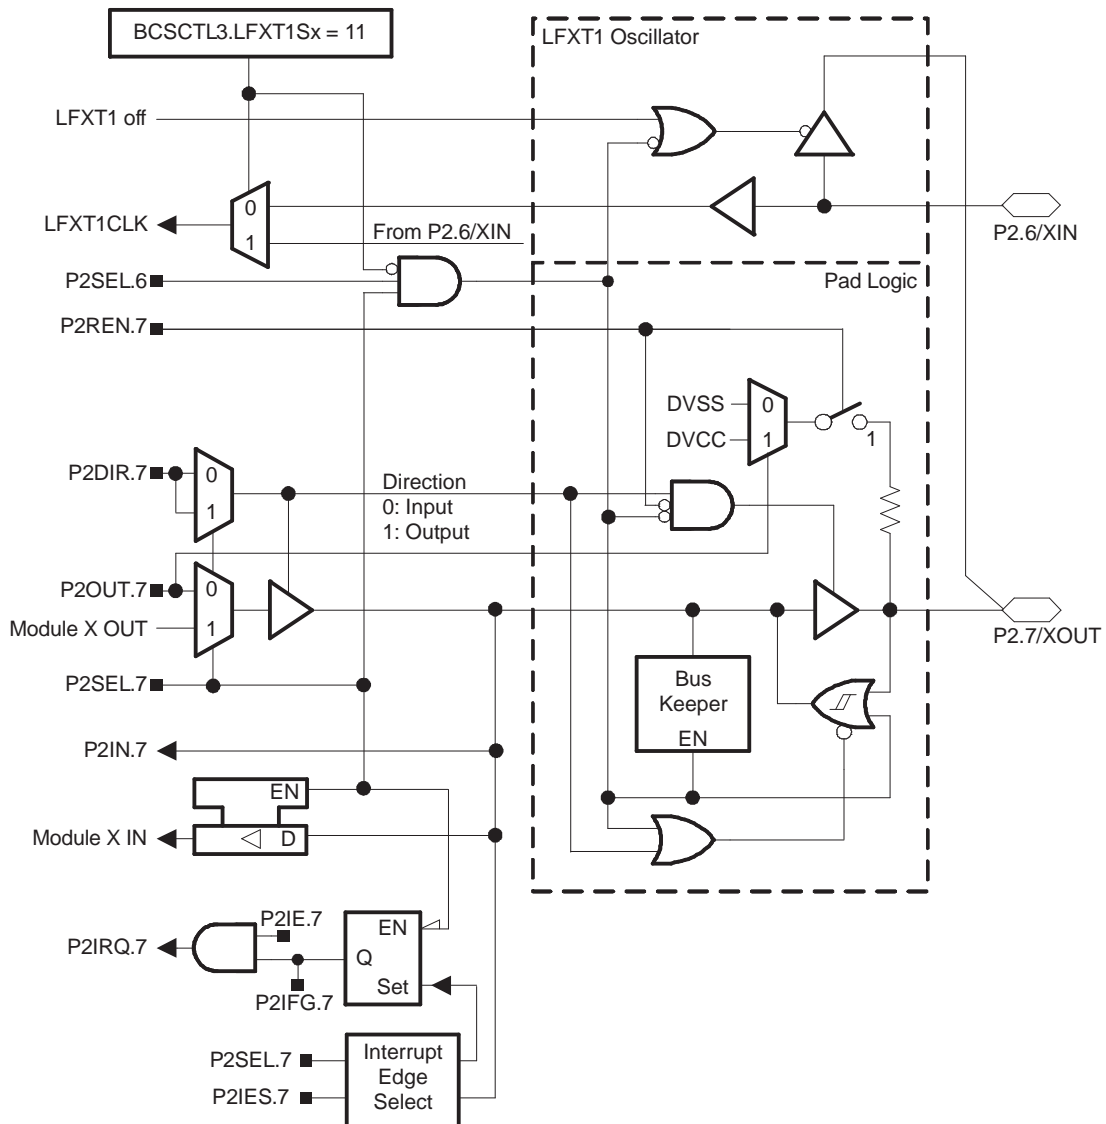 BCSCTL3.LFXT1Sx = 11
LFXT1 Oscillator
LFXT1 off
0
LFXT1CLK
1
From P2.6/XIN
P2.6/XIN
P2SEL.6
Pad Logic
P2REN.7
DVSS
0
DVCC
1
1
P2DIR.7
0
1
Direction
0: Input
1: Output
P2OUT.7
0
Module X OUT
1
P2.7/XOUT
P2SEL.7
Bus
Keeper
EN
P2IN.7
EN
Module X IN
D
P2IE.7
EN
P2IRQ.7
Q
Set
P2IFG.7
P2SEL.7
P2IES.7
Interrupt
Edge
Select